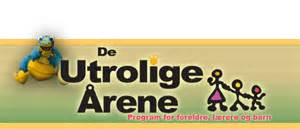 De
Utrolige
Årene
Program for foreldre, lærere og barn